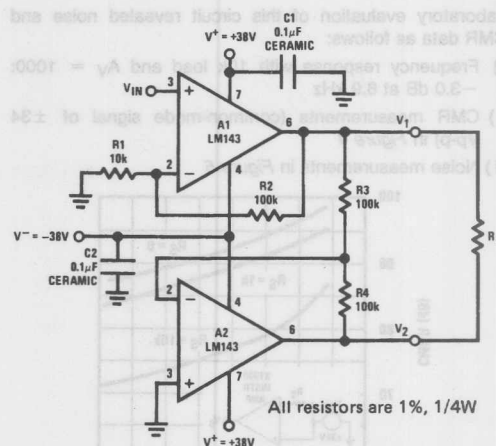 V⁺ = +38V
C1
0.1µF
CERAMIC
VIN
3
+
7
A1
LM143
6
V1
R1
10k
2
−
4
R2
100k
R3
100k
V⁻ = −38V
C2
0.1µF
CERAMIC
R
2
−
4
R4
100k
A2
LM143
6
V2
3
+
7
All resistors are 1%, 1/4W
V⁺ = +38V